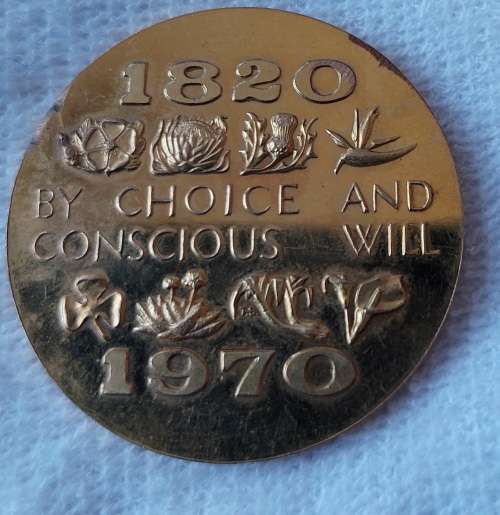 1820
BY CHOICE AND
CONSCIOUS WILL
1970